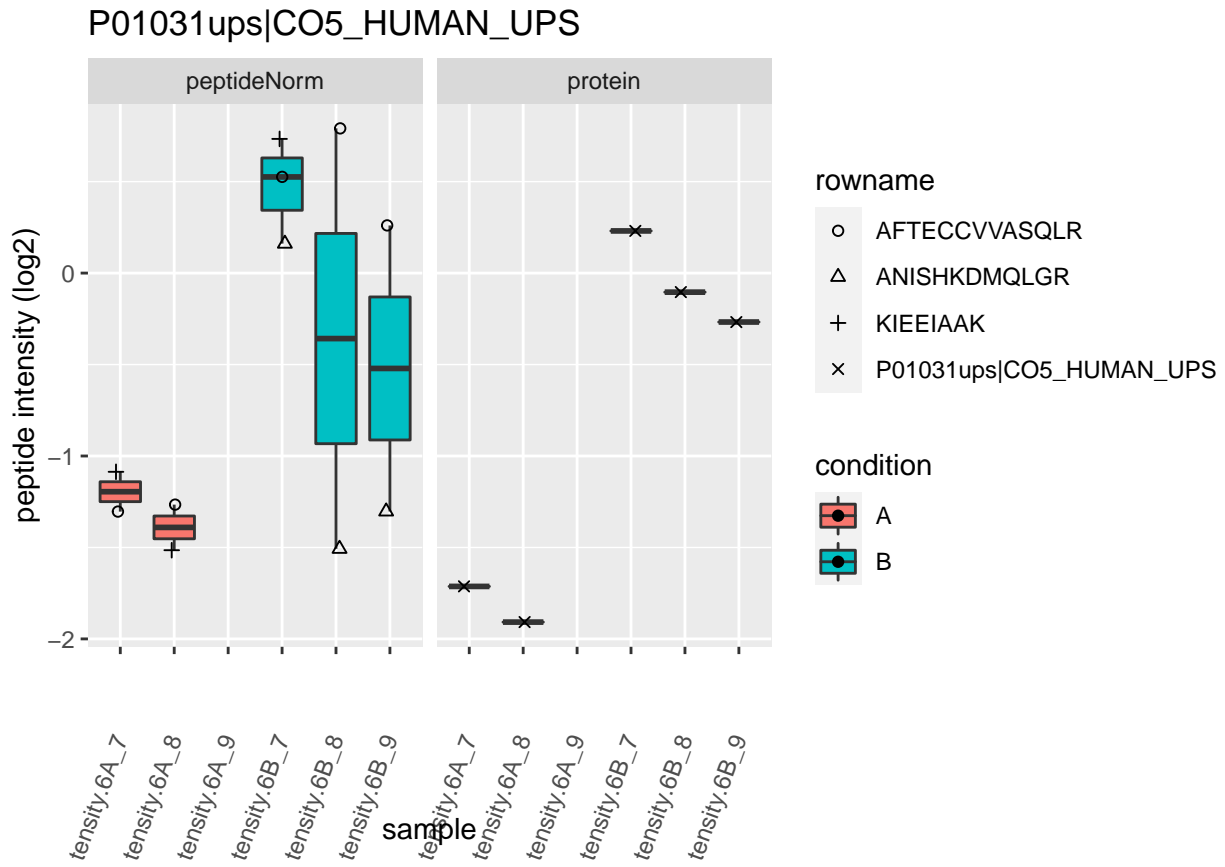 P01031ups|CO5_HUMAN_UPS
peptideNorm
protein
peptide intensity (log2)
0
−1
−2
tensity.6A_7
tensity.6A_8
tensity.6A_9
tensity.6B_7
tensity.6B_8
tensity.6B_9
tensity.6A_7
tensity.6A_8
tensity.6A_9
tensity.6B_7
tensity.6B_8
tensity.6B_9
sample
rowname
AFTECCVVASQLR
ANISHKDMQLGR
KIEEIAAK
P01031ups|CO5_HUMAN_UPS
condition
A
B